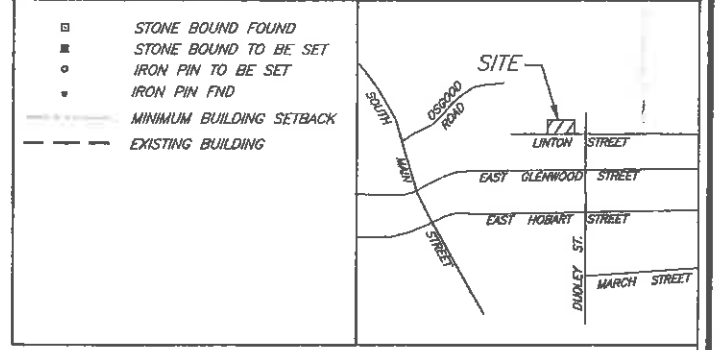 STONE BOUND FOUND
STONE BOUND TO BE SET
IRON PIN TO BE SET
IRON PIN FND
MINIMUM BUILDING SETBACK
EXISTING BUILDING
SITE
OSGOOD
ROAD
SOUTH
MAIN
STREET
LINTON STREET
EAST GLENWOOD STREET
EAST HOBART STREET
DUDLEY ST.
MARCH STREET